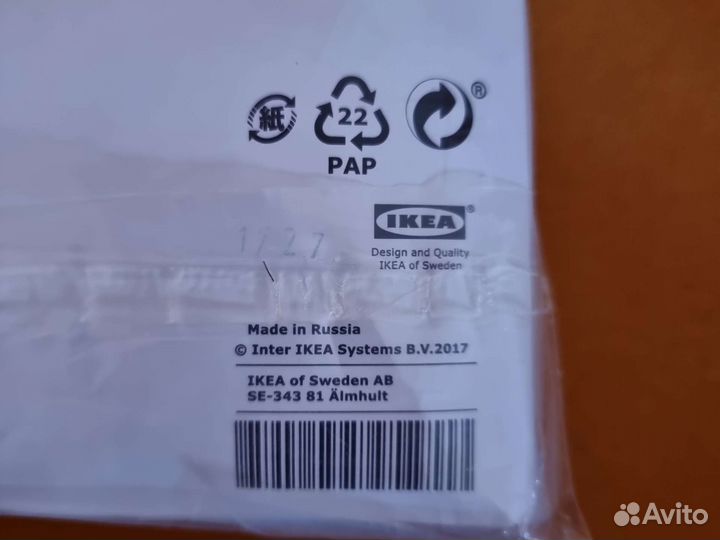 紙
22
PAP
®
IKEA®
Design and Quality
IKEA of Sweden
1727
Made in Russia
© Inter IKEA Systems B.V.2017
IKEA of Sweden AB
SE-343 81 Älmhult
Avito